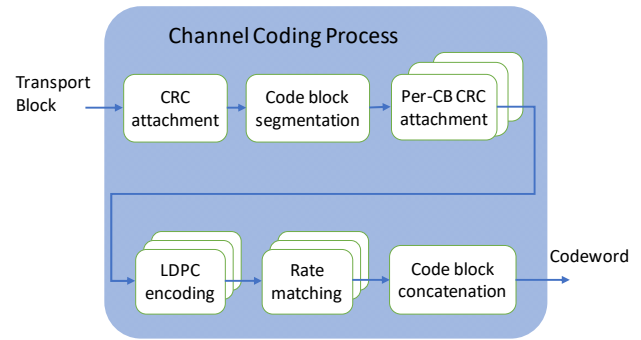 Channel Coding Process
Transport
Block
CRC
attachment
Code block
segmentation
Per-CB CRC
attachment
LDPC
encoding
Rate
matching
Code block
concatenation
Codeword